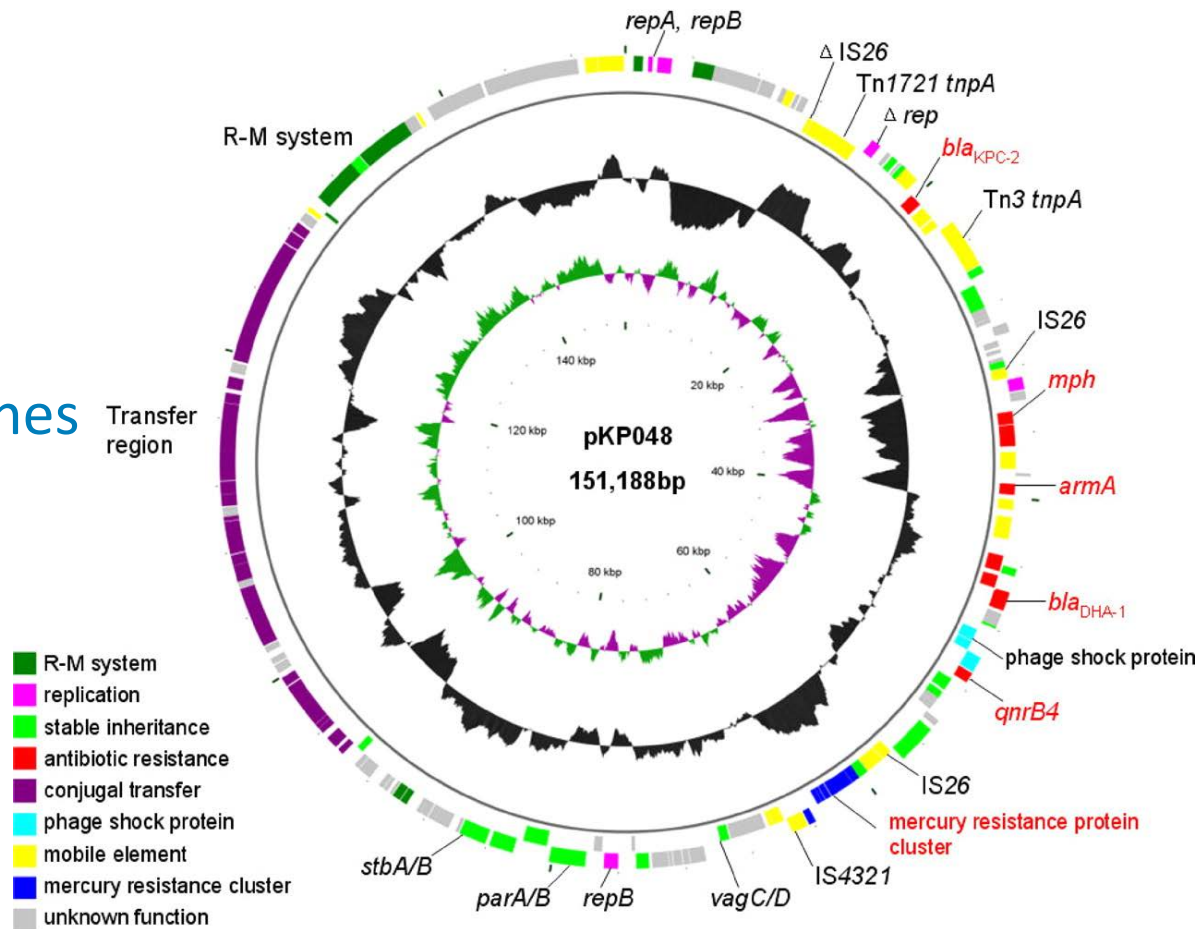 repA, repB
Δ IS26
Tn1721 tnpA
Δ rep
R-M system
blaKPC-2
Tn3 tnpA
IS26
mph
nes
Transfer
region
armA
140 kbp
20 kbp
120 kbp
pKP048
151,188bp
40 kbp
100 kbp
60 kbp
80 kbp
blaDHA-1
phage shock protein
qnrB4
IS26
mercury resistance protein
cluster
IS4321
stbA/B
parA/B
repB
vagC/D
R-M system
replication
stable inheritance
antibiotic resistance
conjugal transfer
phage shock protein
mobile element
mercury resistance cluster
unknown function